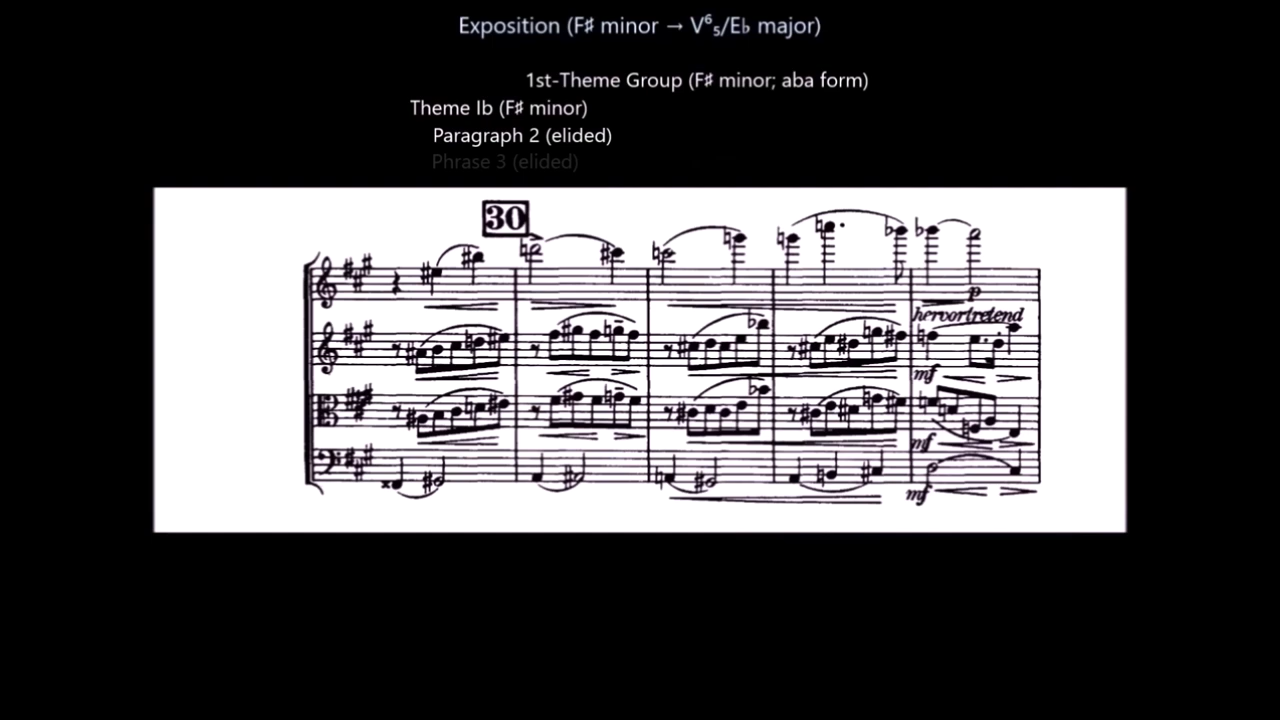 Exposition (F♯ minor → V⁶₅/E♭ major)
1st-Theme Group (F♯ minor; aba form)
Theme Ib (F♯ minor)
Paragraph 2 (elided)
Phrase 3 (elided)
30
p
hervortretend
mf
mf
mf